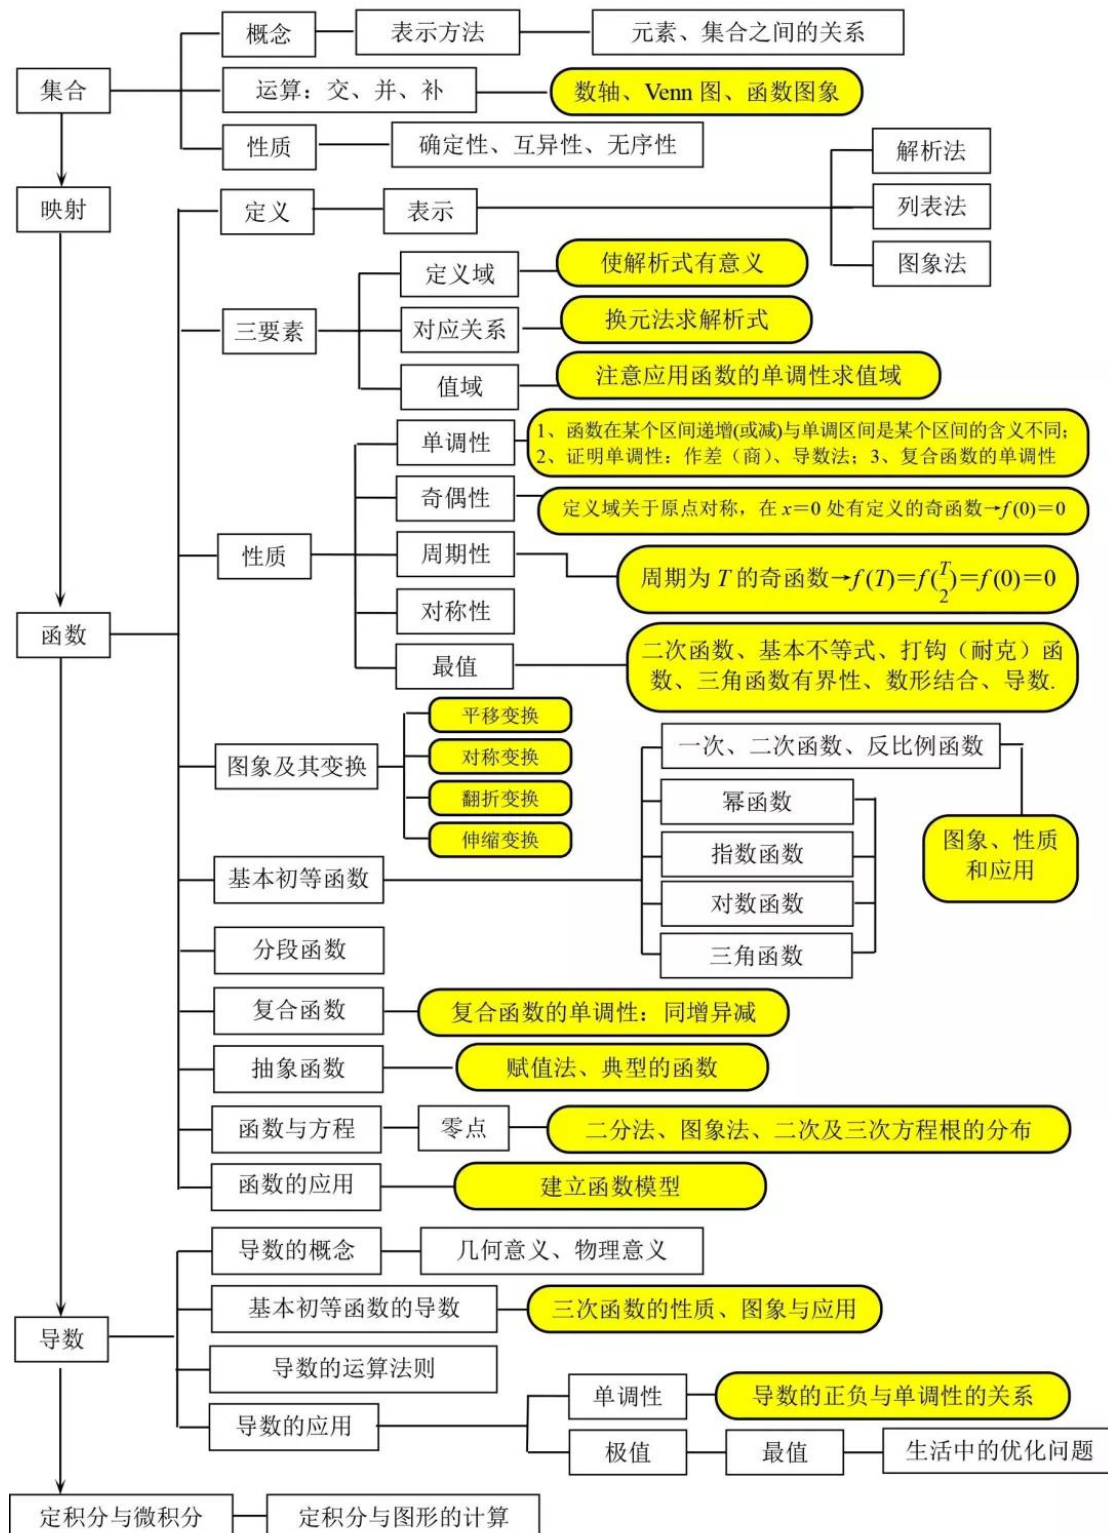 概念
表示方法
元素、集合之间的关系
集合
运算：交、并、补
数轴、Venn 图、函数图象
性质
确定性、互异性、无序性
解析法
映射
定义
表示
列表法
图象法
定义域
使解析式有意义
三要素
对应关系
换元法求解析式
值域
注意应用函数的单调性求值域
单调性
1、函数在某个区间递增(或减)与单调区间是某个区间的含义不同；
2、证明单调性：作差（商）、导数法；3、复合函数的单调性
奇偶性
定义域关于原点对称，在 x＝0 处有定义的奇函数→f (0)＝0
性质
周期性
周期为 T 的奇函数→f (T)＝f (T/2)＝f (0)＝0
对称性
函数
最值
二次函数、基本不等式、打钩（耐克）函
数、三角函数有界性、数形结合、导数.
平移变换
图象及其变换
对称变换
翻折变换
伸缩变换
一次、二次函数、反比例函数
幂函数
图象、性质
和应用
指数函数
基本初等函数
对数函数
三角函数
分段函数
复合函数
复合函数的单调性：同增异减
抽象函数
赋值法、典型的函数
函数与方程
零点
二分法、图象法、二次及三次方程根的分布
函数的应用
建立函数模型
导数的概念
几何意义、物理意义
基本初等函数的导数
三次函数的性质、图象与应用
导数
导数的运算法则
导数的应用
单调性
导数的正负与单调性的关系
极值
最值
生活中的优化问题
定积分与微积分
定积分与图形的计算